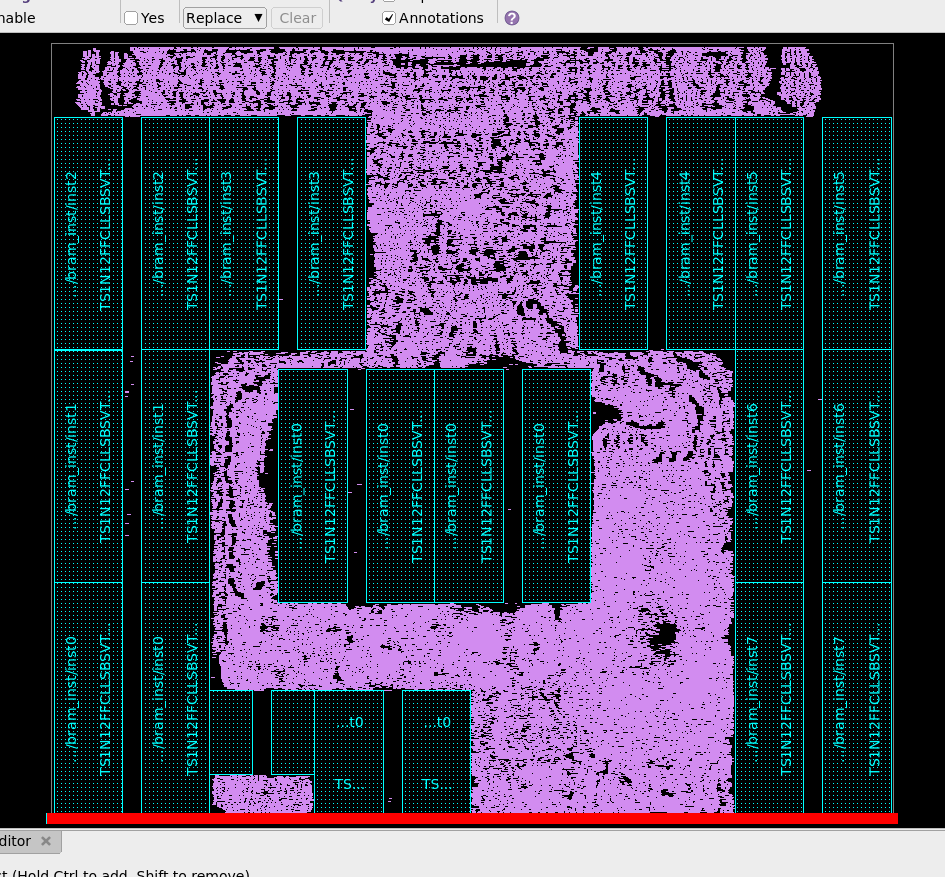 nable
Yes
Replace
Clear
Annotations
?
.../bram_inst/inst2
TS1N12FFCLLSBSVT...
.../bram_inst/inst2
TS1N12FFCLLSBSVT...
.../bram_inst/inst3
TS1N12FFCLLSBSVT...
.../bram_inst/inst3
TS1N12FFCLLSBSVT...
.../bram_inst/inst4
TS1N12FFCLLSBSVT...
.../bram_inst/inst4
TS1N12FFCLLSBSVT...
.../bram_inst/inst5
TS1N12FFCLLSBSVT...
.../bram_inst/inst5
TS1N12FFCLLSBSVT...
.../bram_inst/inst1
TS1N12FFCLLSBSVT...
.../bram_inst/inst1
TS1N12FFCLLSBSVT...
.../bram_inst/inst0
TS1N12FFCLLSBSVT...
.../bram_inst/inst0
TS1N12FFCLLSBSVT...
.../bram_inst/inst0
TS1N12FFCLLSBSVT...
.../bram_inst/inst0
TS1N12FFCLLSBSVT...
.../bram_inst/inst6
TS1N12FFCLLSBSVT...
.../bram_inst/inst6
TS1N12FFCLLSBSVT...
.../bram_inst/inst0
TS1N12FFCLLSBSVT...
.../bram_inst/inst0
TS1N12FFCLLSBSVT...
...t0
TS...
...t0
TS...
.../bram_inst/inst7
TS1N12FFCLLSBSVT...
.../bram_inst/inst7
TS1N12FFCLLSBSVT...
ditor
ct (Hold Ctrl to add, Shift to remove)